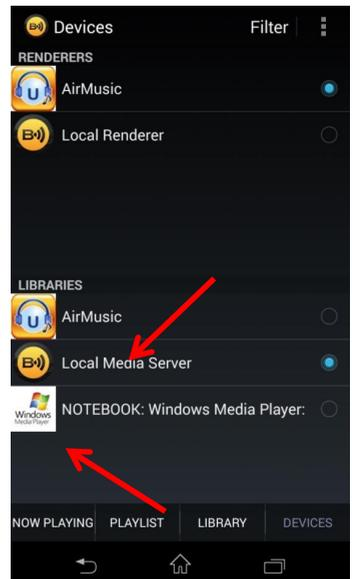 Devices Filter
RENDERERS
AirMusic
Local Renderer
LIBRARIES
AirMusic
Local Media Server
Windows
Media Player
NOTEBOOK: Windows Media Player:
NOW PLAYING PLAYLIST LIBRARY DEVICES